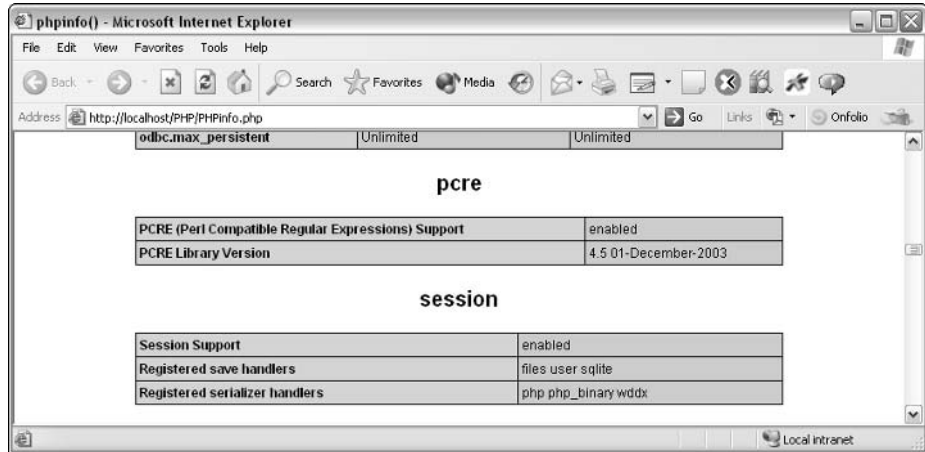 phpinfo() - Microsoft Internet Explorer
File Edit View Favorites Tools Help
Back Search Favorites Media
Address http://localhost/PHP/PHPinfo.php Go Links Onfolio
odbc.max_persistent Unlimited Unlimited
pcre
PCRE (Perl Compatible Regular Expressions) Support enabled
PCRE Library Version 4.5 01-December-2003
session
Session Support enabled
Registered save handlers files user sqlite
Registered serializer handlers php php_binary wddx
Local intranet